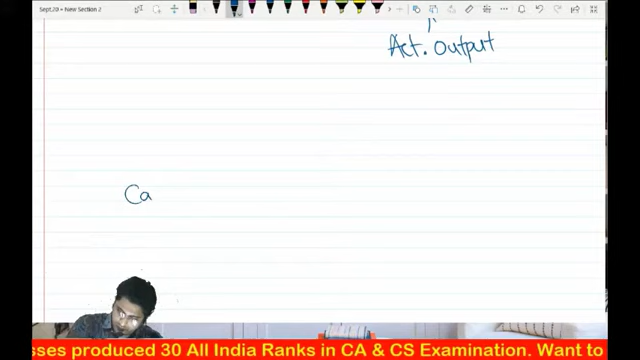 Sept.20 • New Section 2
Act. output
Ca
sses produced 30 All India Ranks in CA & CS Examination. Want to